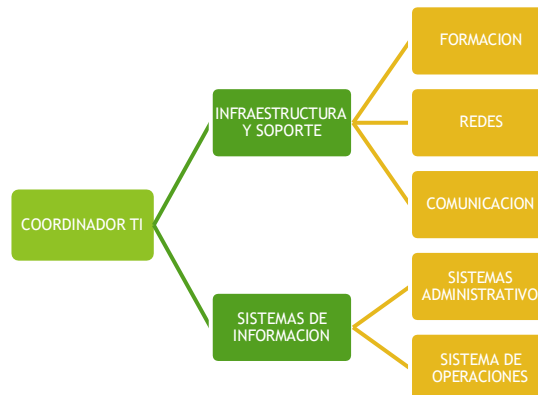 FORMACION
INFRAESTRUCTURA
Y SOPORTE
REDES
COMUNICACION
COORDINADOR TI
SISTEMAS
ADMINISTRATIVO
SISTEMAS DE
INFORMACION
SISTEMA DE
OPERACIONES